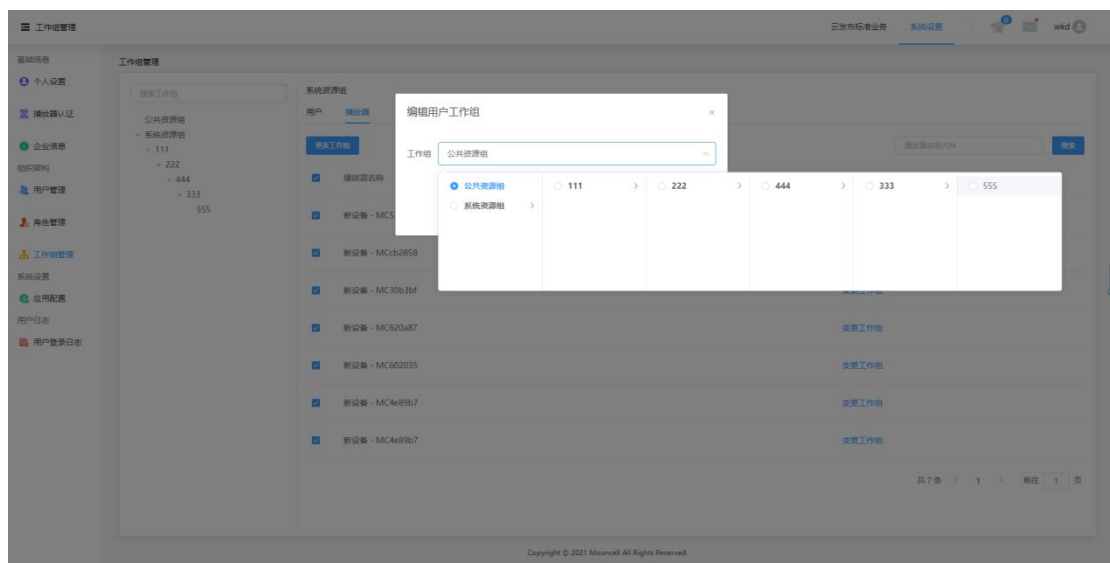 工作组管理
云发布标准业务 系统设置 0 wkd
基础信息
个人设置
播放器认证
企业信息
组织架构
用户管理
角色管理
工作组管理
系统设置
应用配置
用户日志
用户登录日志
工作组管理
搜索工作组
公共资源组
系统资源组
111
222
444
333
555
系统资源组
用户 播放器
更改工作组 播放器名称/SN 搜索
播放器名称
新设备 - MC5
新设备 - MCcb2858
新设备 - MC30b3bf 变更工作组
新设备 - MC620a87 变更工作组
新设备 - MC602035 变更工作组
新设备 - MC4e89b7 变更工作组
新设备 - MC4e89b7 变更工作组
共 7 条 < 1 > 前往 1 页
编辑用户工作组 ×
工作组 公共资源组
公共资源组 111 > 222 > 444 > 333 > 555
系统资源组 >
Copyright © 2021 Mooncell All Rights Reserved.